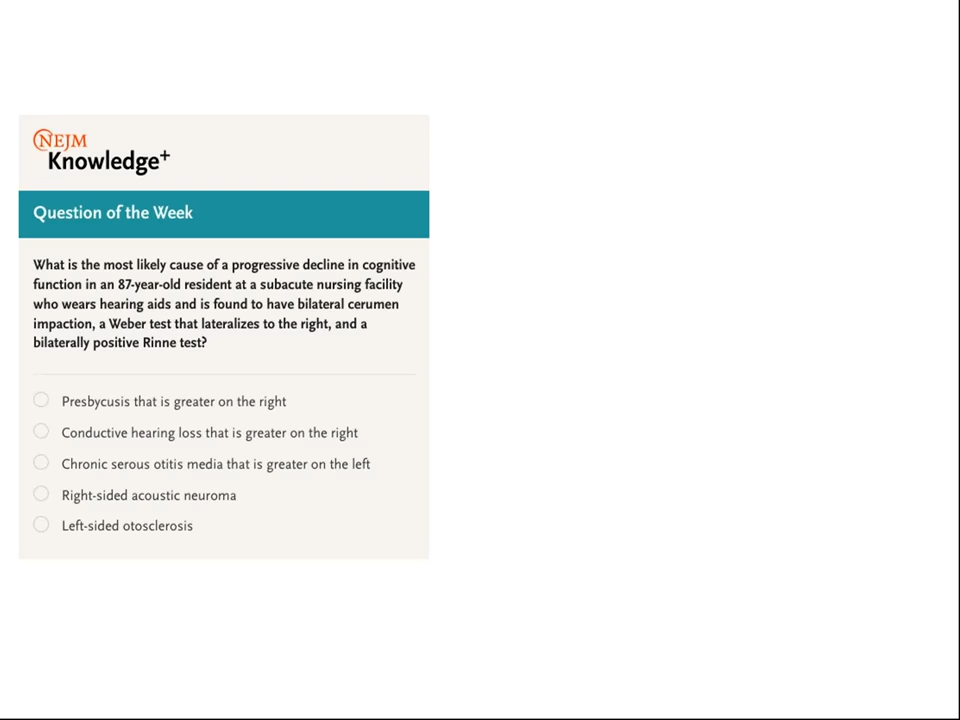 NEJM
Knowledge+
Question of the Week
What is the most likely cause of a progressive decline in cognitive
function in an 87-year-old resident at a subacute nursing facility
who wears hearing aids and is found to have bilateral cerumen
impaction, a Weber test that lateralizes to the right, and a
bilaterally positive Rinne test?
Presbycusis that is greater on the right
Conductive hearing loss that is greater on the right
Chronic serous otitis media that is greater on the left
Right-sided acoustic neuroma
Left-sided otosclerosis